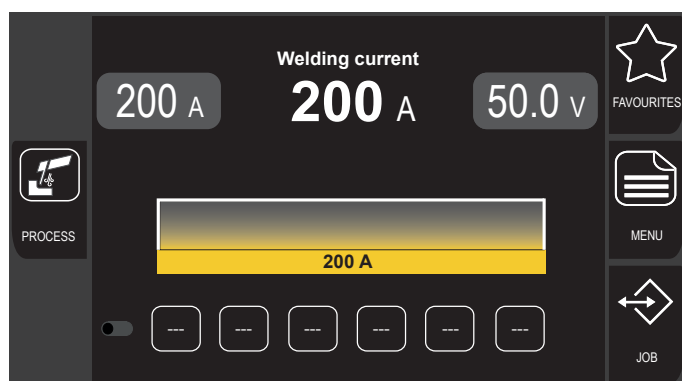 Welding current
200 A
200 A
50.0 V
FAVOURITES
PROCESS
MENU
200 A
--- --- --- --- --- ---
JOB